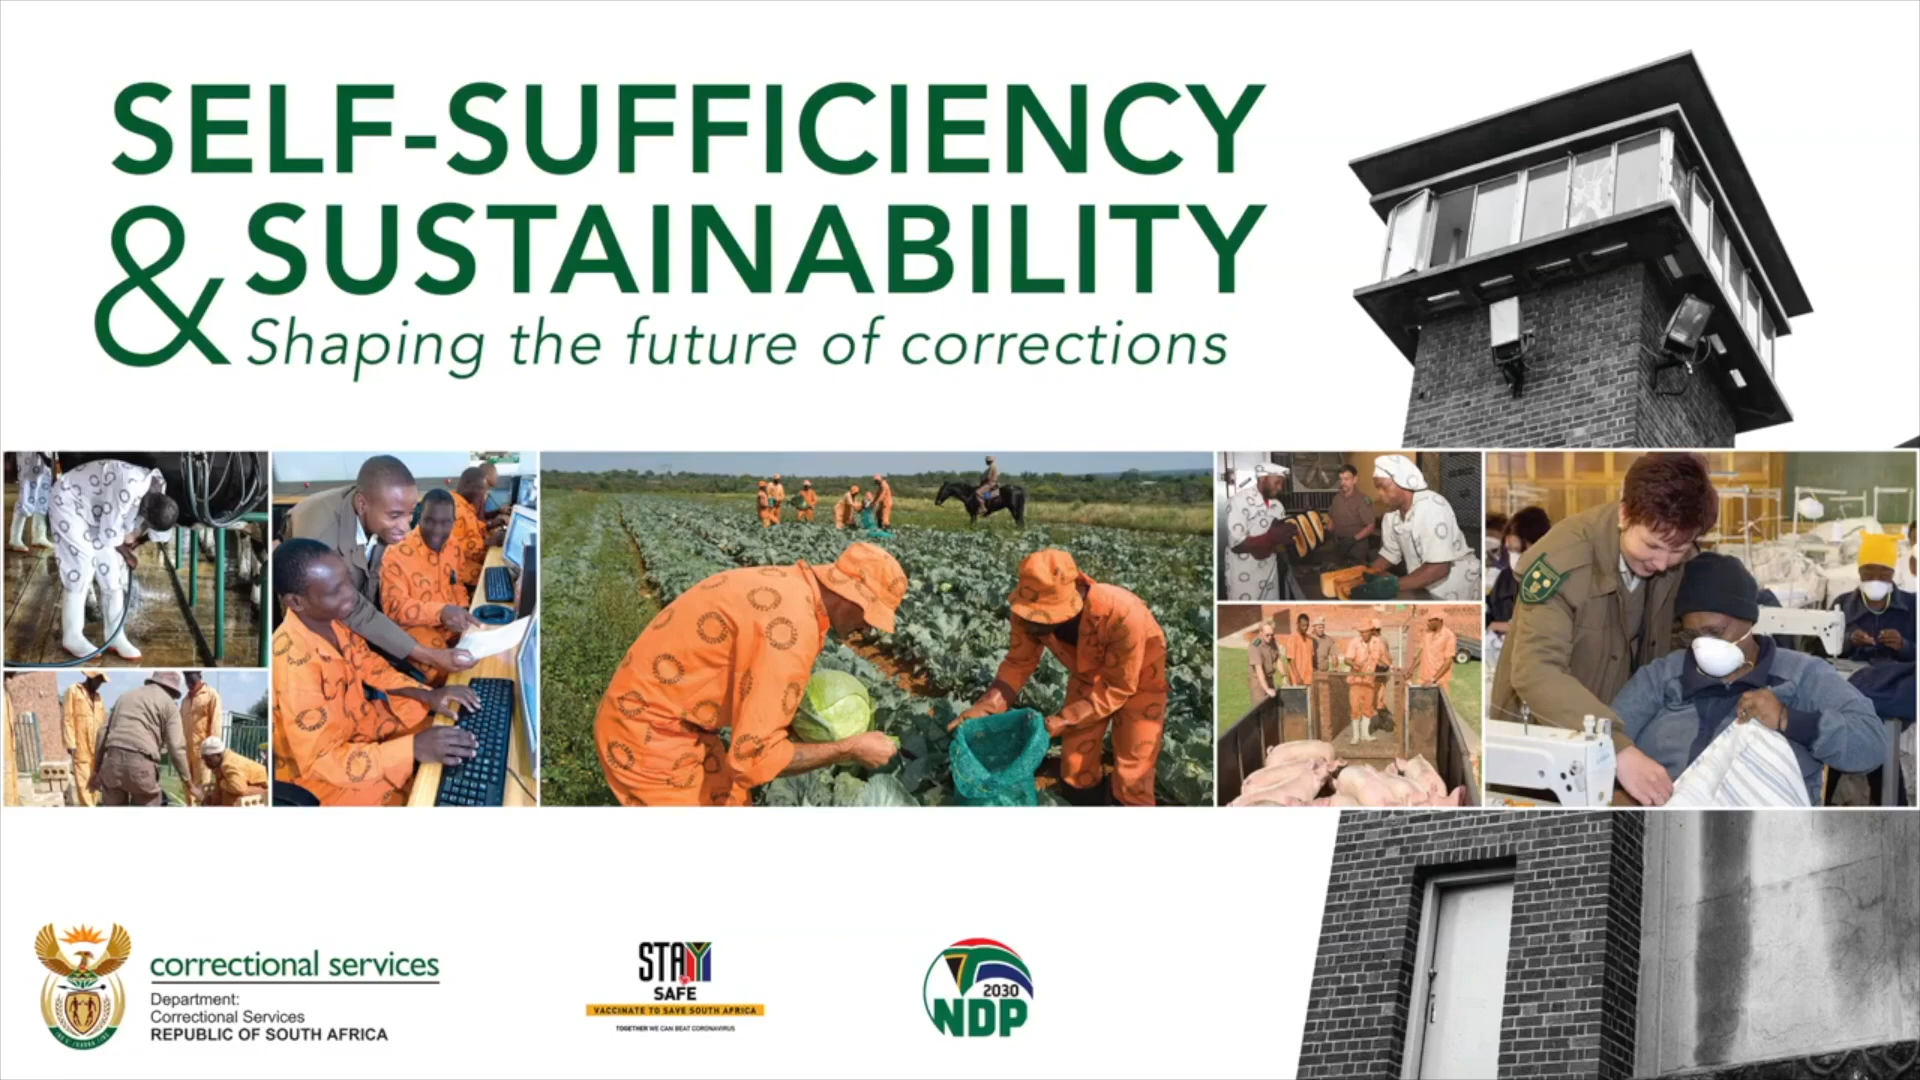 SELF-SUFFICIENCY
& SUSTAINABILITY
Shaping the future of corrections
correctional services
Department:
Correctional Services
REPUBLIC OF SOUTH AFRICA
STAY
SAFE
VACCINATE TO SAVE SOUTH AFRICA
TOGETHER WE CAN BEAT CORONAVIRUS
2030
NDP